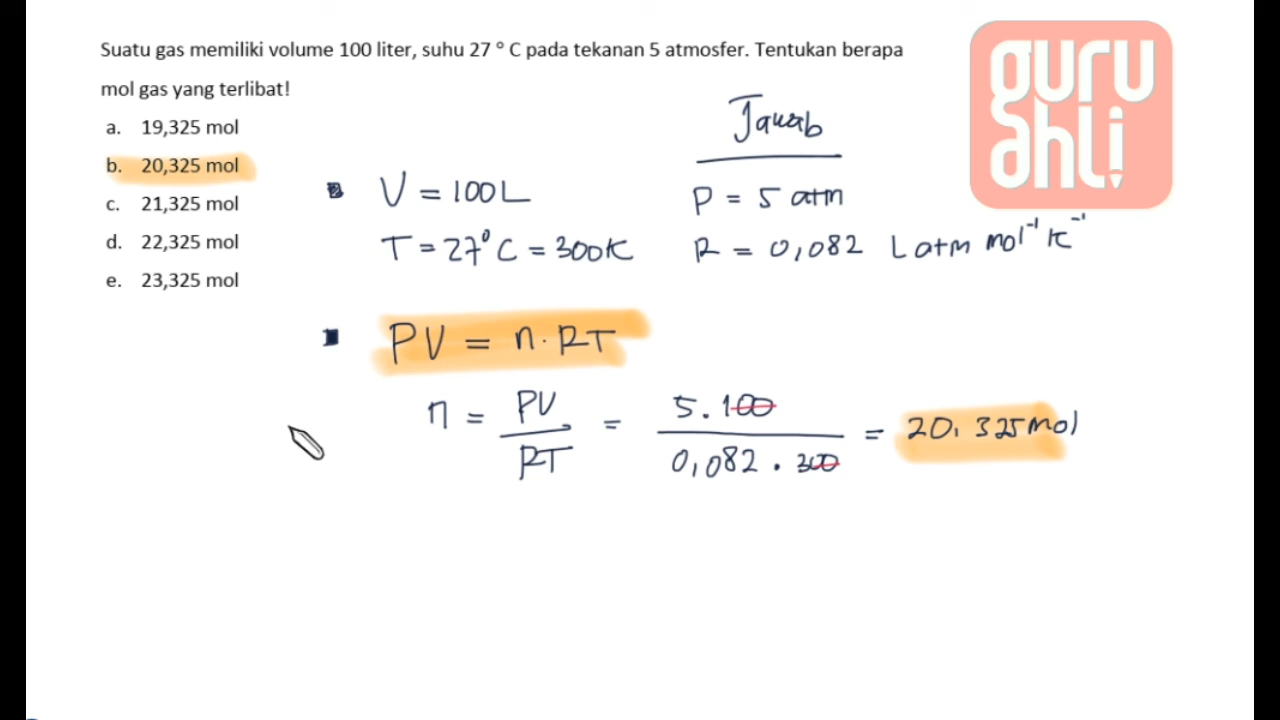 Suatu gas memiliki volume 100 liter, suhu 27 ° C pada tekanan 5 atmosfer. Tentukan berapa
mol gas yang terlibat!
a. 19,325 mol
b. 20,325 mol
c. 21,325 mol
d. 22,325 mol
e. 23,325 mol
guru
ahli
Jawab
V = 100L
P = 5 atm
T = 27°C = 300K
R = 0,082 L atm mol⁻¹ K⁻¹
PV = n . RT
n = PV / RT = 5 . 100 / 0,082 . 300 = 20,325 mol